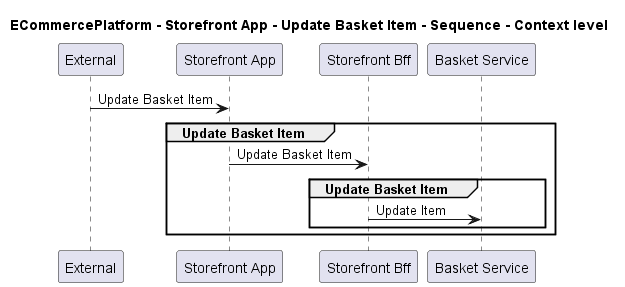 ECommercePlatform - Storefront App - Update Basket Item - Sequence - Context level
External Storefront App Storefront Bff Basket Service
Update Basket Item
Update Basket Item
Update Basket Item
Update Basket Item
Update Item
External Storefront App Storefront Bff Basket Service